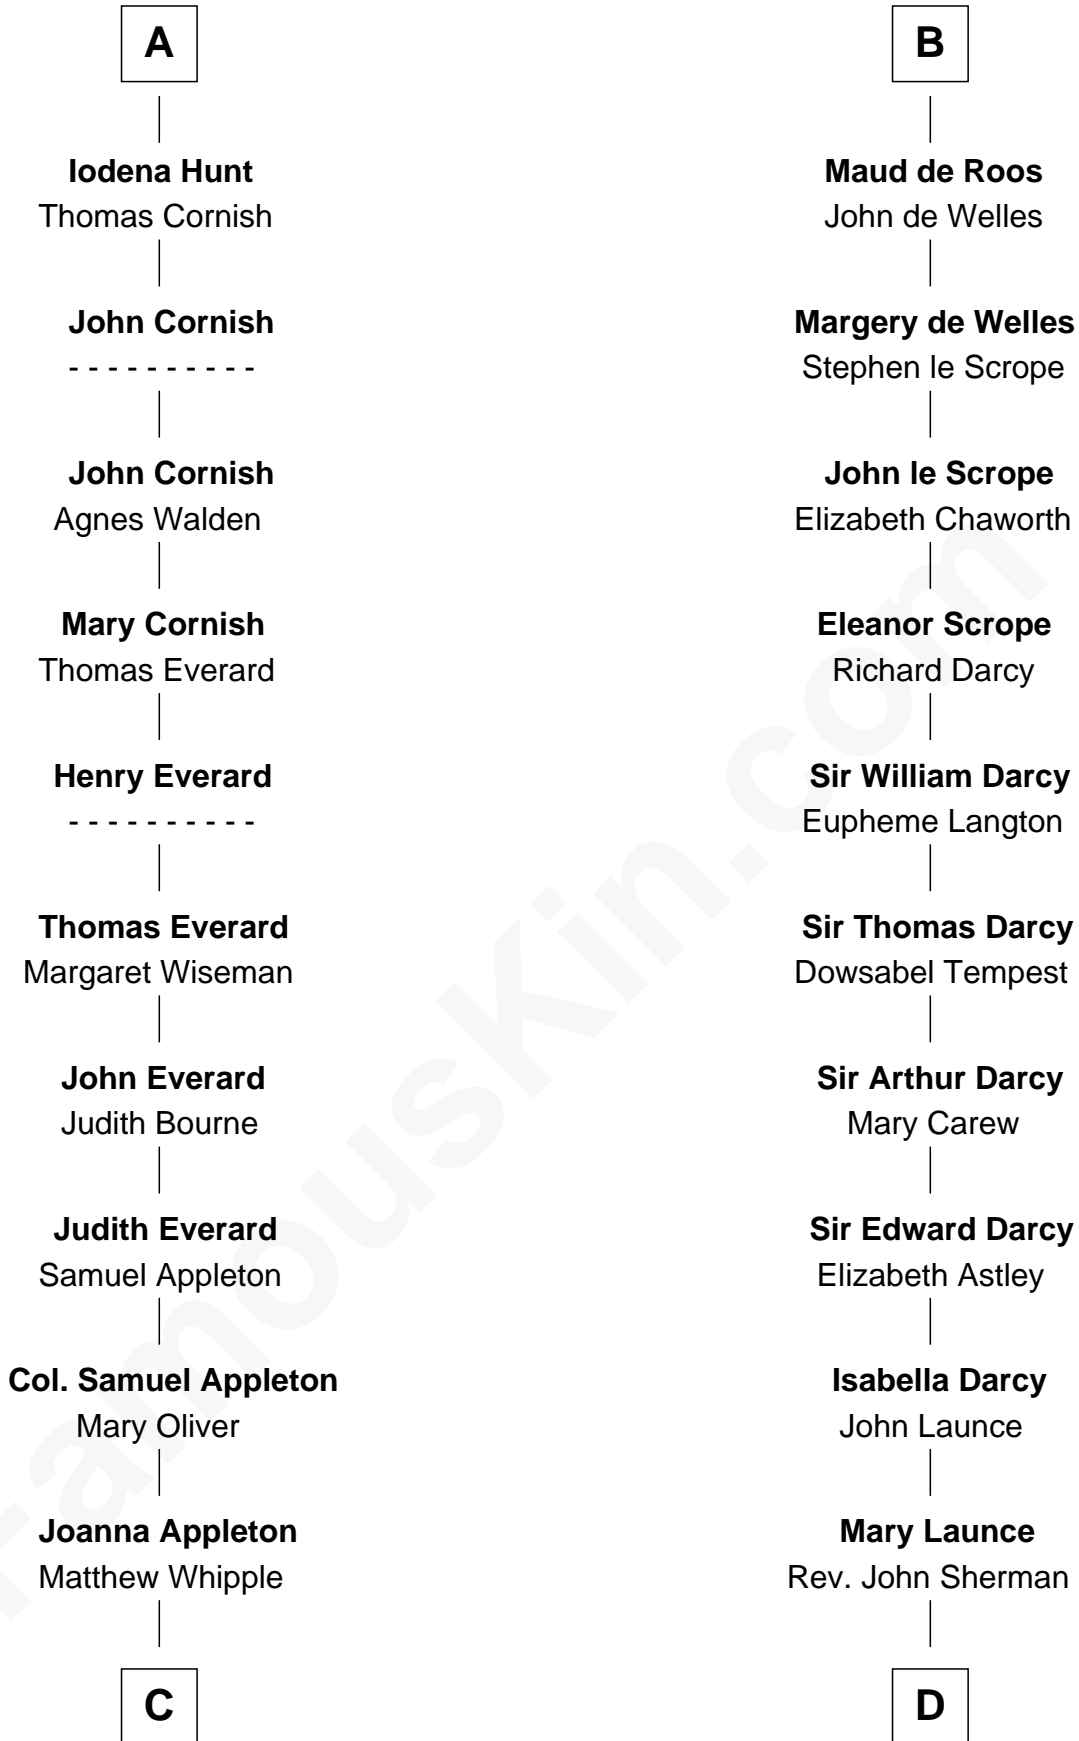 A
Iodena Hunt
Thomas Cornish
John Cornish
- - - - - - - - - -
John Cornish
Agnes Walden
Mary Cornish
Thomas Everard
Henry Everard
- - - - - - - - - -
Thomas Everard
Margaret Wiseman
John Everard
Judith Bourne
Judith Everard
Samuel Appleton
Col. Samuel Appleton
Mary Oliver
Joanna Appleton
Matthew Whipple
C
B
Maud de Roos
John de Welles
Margery de Welles
Stephen le Scrope
John le Scrope
Elizabeth Chaworth
Eleanor Scrope
Richard Darcy
Sir William Darcy
Eupheme Langton
Sir Thomas Darcy
Dowsabel Tempest
Sir Arthur Darcy
Mary Carew
Sir Edward Darcy
Elizabeth Astley
Isabella Darcy
John Launce
Mary Launce
Rev. John Sherman
D
FamousKin.com